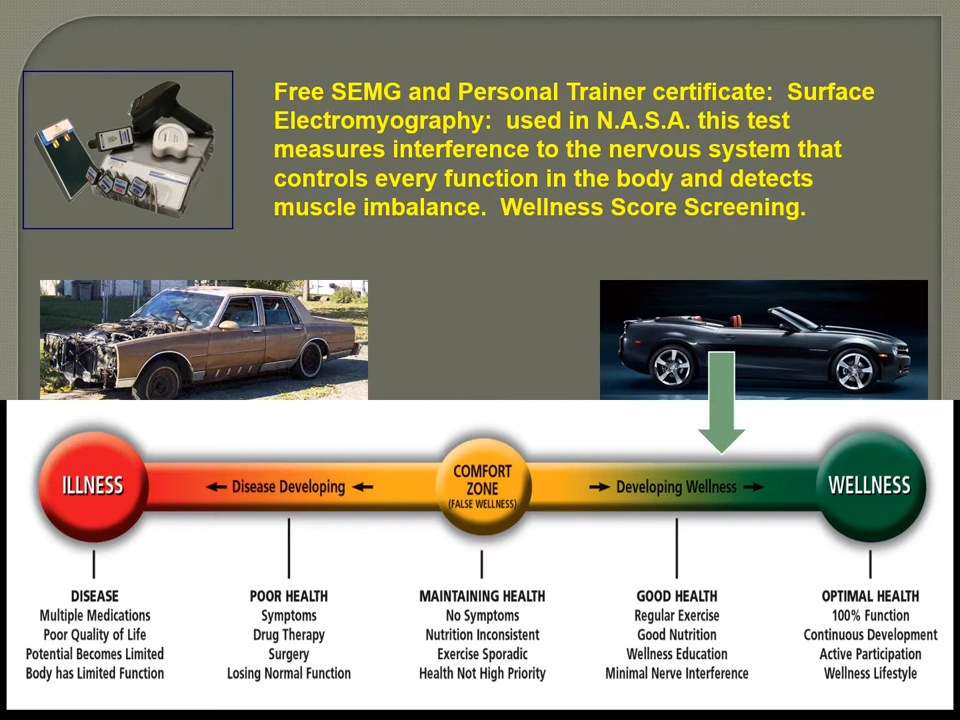 Free SEMG and Personal Trainer certificate:  Surface
Electromyography:  used in N.A.S.A. this test
measures interference to the nervous system that
controls every function in the body and detects
muscle imbalance.  Wellness Score Screening.
ILLNESS
Disease Developing
COMFORT
ZONE
(FALSE WELLNESS)
Developing Wellness
WELLNESS
DISEASE
Multiple Medications
Poor Quality of Life
Potential Becomes Limited
Body has Limited Function
POOR HEALTH
Symptoms
Drug Therapy
Surgery
Losing Normal Function
MAINTAINING HEALTH
No Symptoms
Nutrition Inconsistent
Exercise Sporadic
Health Not High Priority
GOOD HEALTH
Regular Exercise
Good Nutrition
Wellness Education
Minimal Nerve Interference
OPTIMAL HEALTH
100% Function
Continuous Development
Active Participation
Wellness Lifestyle